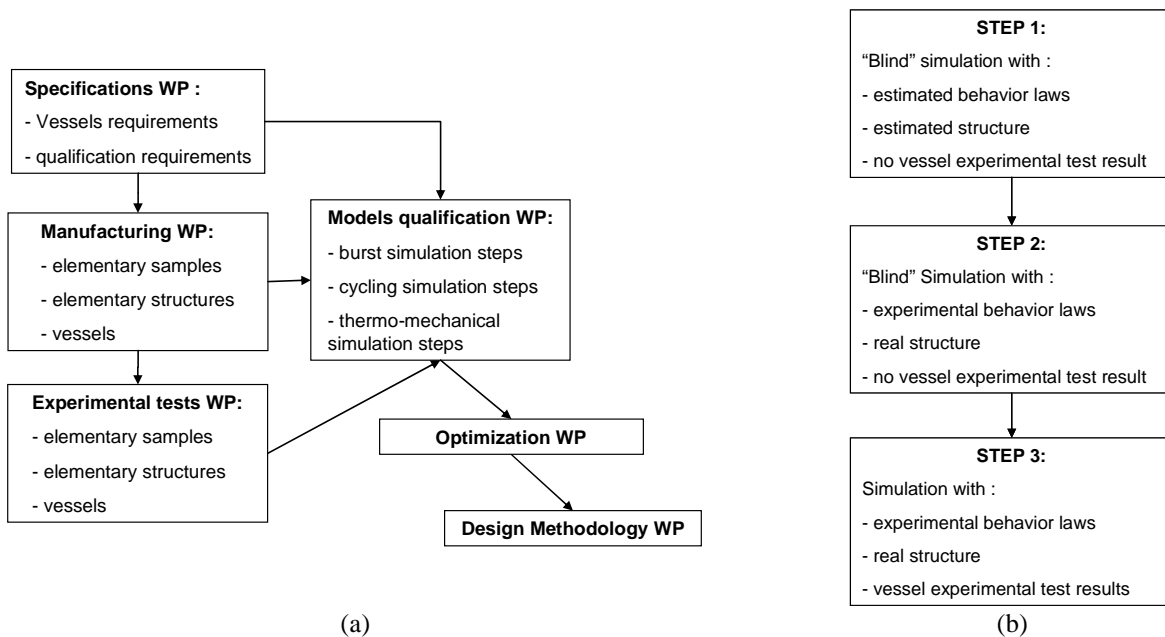 Specifications WP :
- Vessels requirements
- qualification requirements
Manufacturing WP:
- elementary samples
- elementary structures
- vessels
Experimental tests WP:
- elementary samples
- elementary structures
- vessels
Models qualification WP:
- burst simulation steps
- cycling simulation steps
- thermo-mechanical
simulation steps
Optimization WP
Design Methodology WP
(a)
STEP 1:
“Blind” simulation with :
- estimated behavior laws
- estimated structure
- no vessel experimental test result
STEP 2:
“Blind” Simulation with :
- experimental behavior laws
- real structure
- no vessel experimental test result
STEP 3:
Simulation with :
- experimental behavior laws
- real structure
- vessel experimental test results
(b)